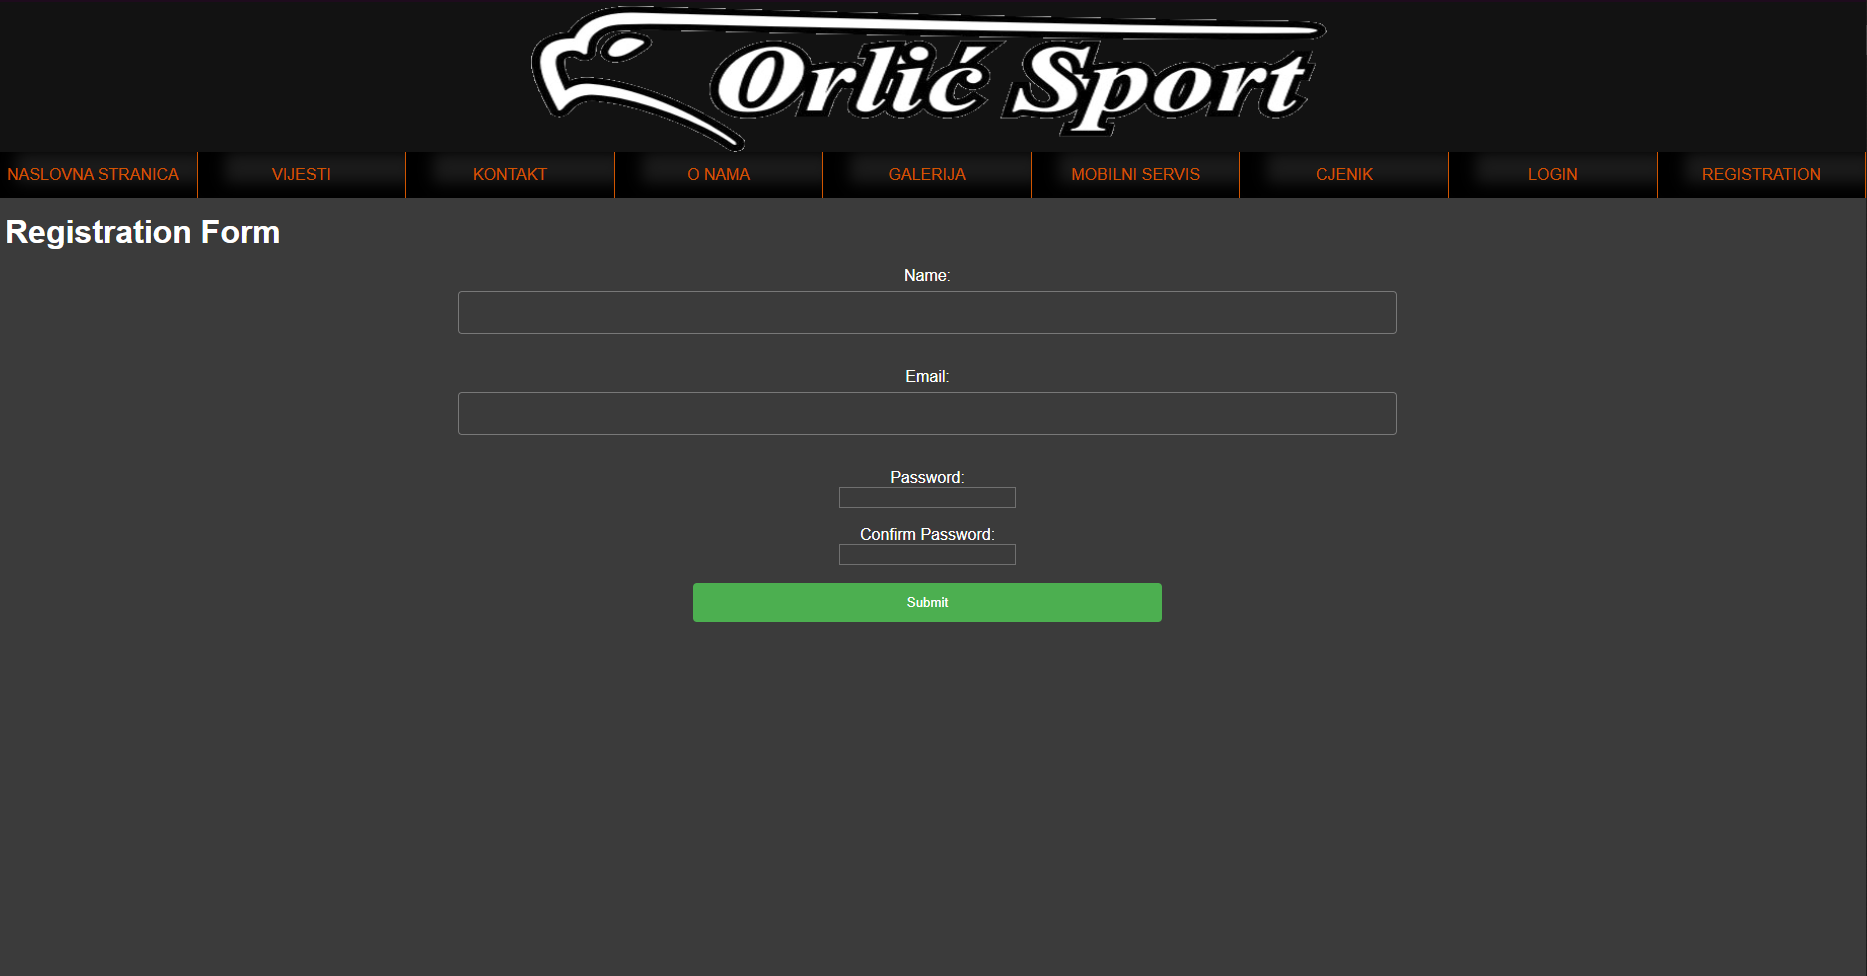 Orlić Sport
NASLOVNA STRANICA VIJESTI KONTAKT O NAMA GALERIJA MOBILNI SERVIS CJENIK LOGIN REGISTRATION
Registration Form
Name:
Email:
Password:
Confirm Password:
Submit